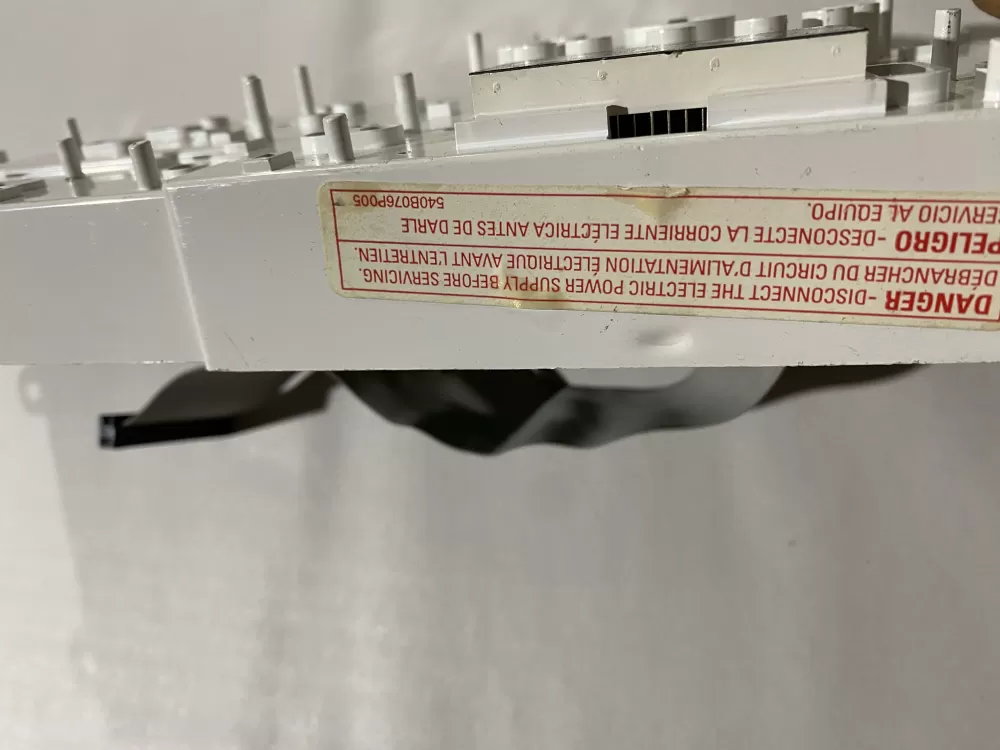 DANGER - DISCONNECT THE ELECTRIC POWER SUPPLY BEFORE SERVICING.
DÉBRANCHER DU CIRCUIT D'ALIMENTATION ÉLECTRIQUE AVANT L'ENTRETIEN.
PELIGRO - DESCONECTE LA CORRIENTE ELÉCTRICA ANTES DE DARLE
SERVICIO AL EQUIPO.
540B076P005